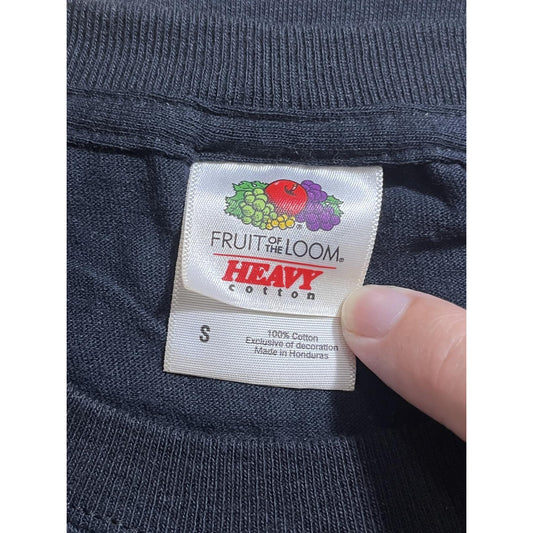 FRUIT OF THE LOOM®
HEAVY
cotton
S
100% Cotton
Exclusive of decoration
Made in Honduras